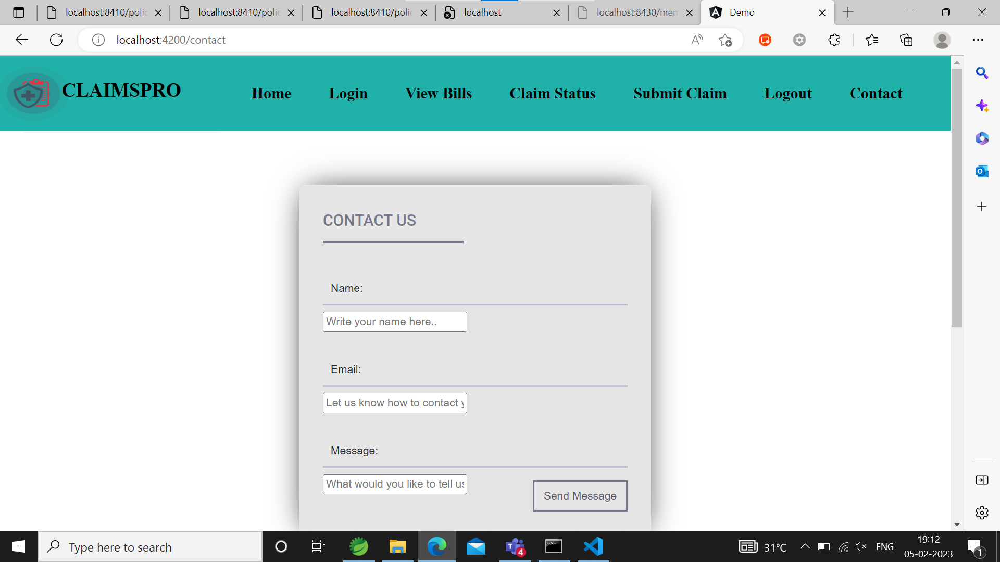 localhost:8410/polic
localhost:8410/polic
localhost:8410/polic
localhost
localhost:8430/mem
Demo
localhost:4200/contact
CLAIMSPRO
Home
Login
View Bills
Claim Status
Submit Claim
Logout
Contact
CONTACT US
Name:
Write your name here..
Email:
Let us know how to contact y
Message:
What would you like to tell us
Send Message
Type here to search
4
31°C
ENG
19:12
05-02-2023
1